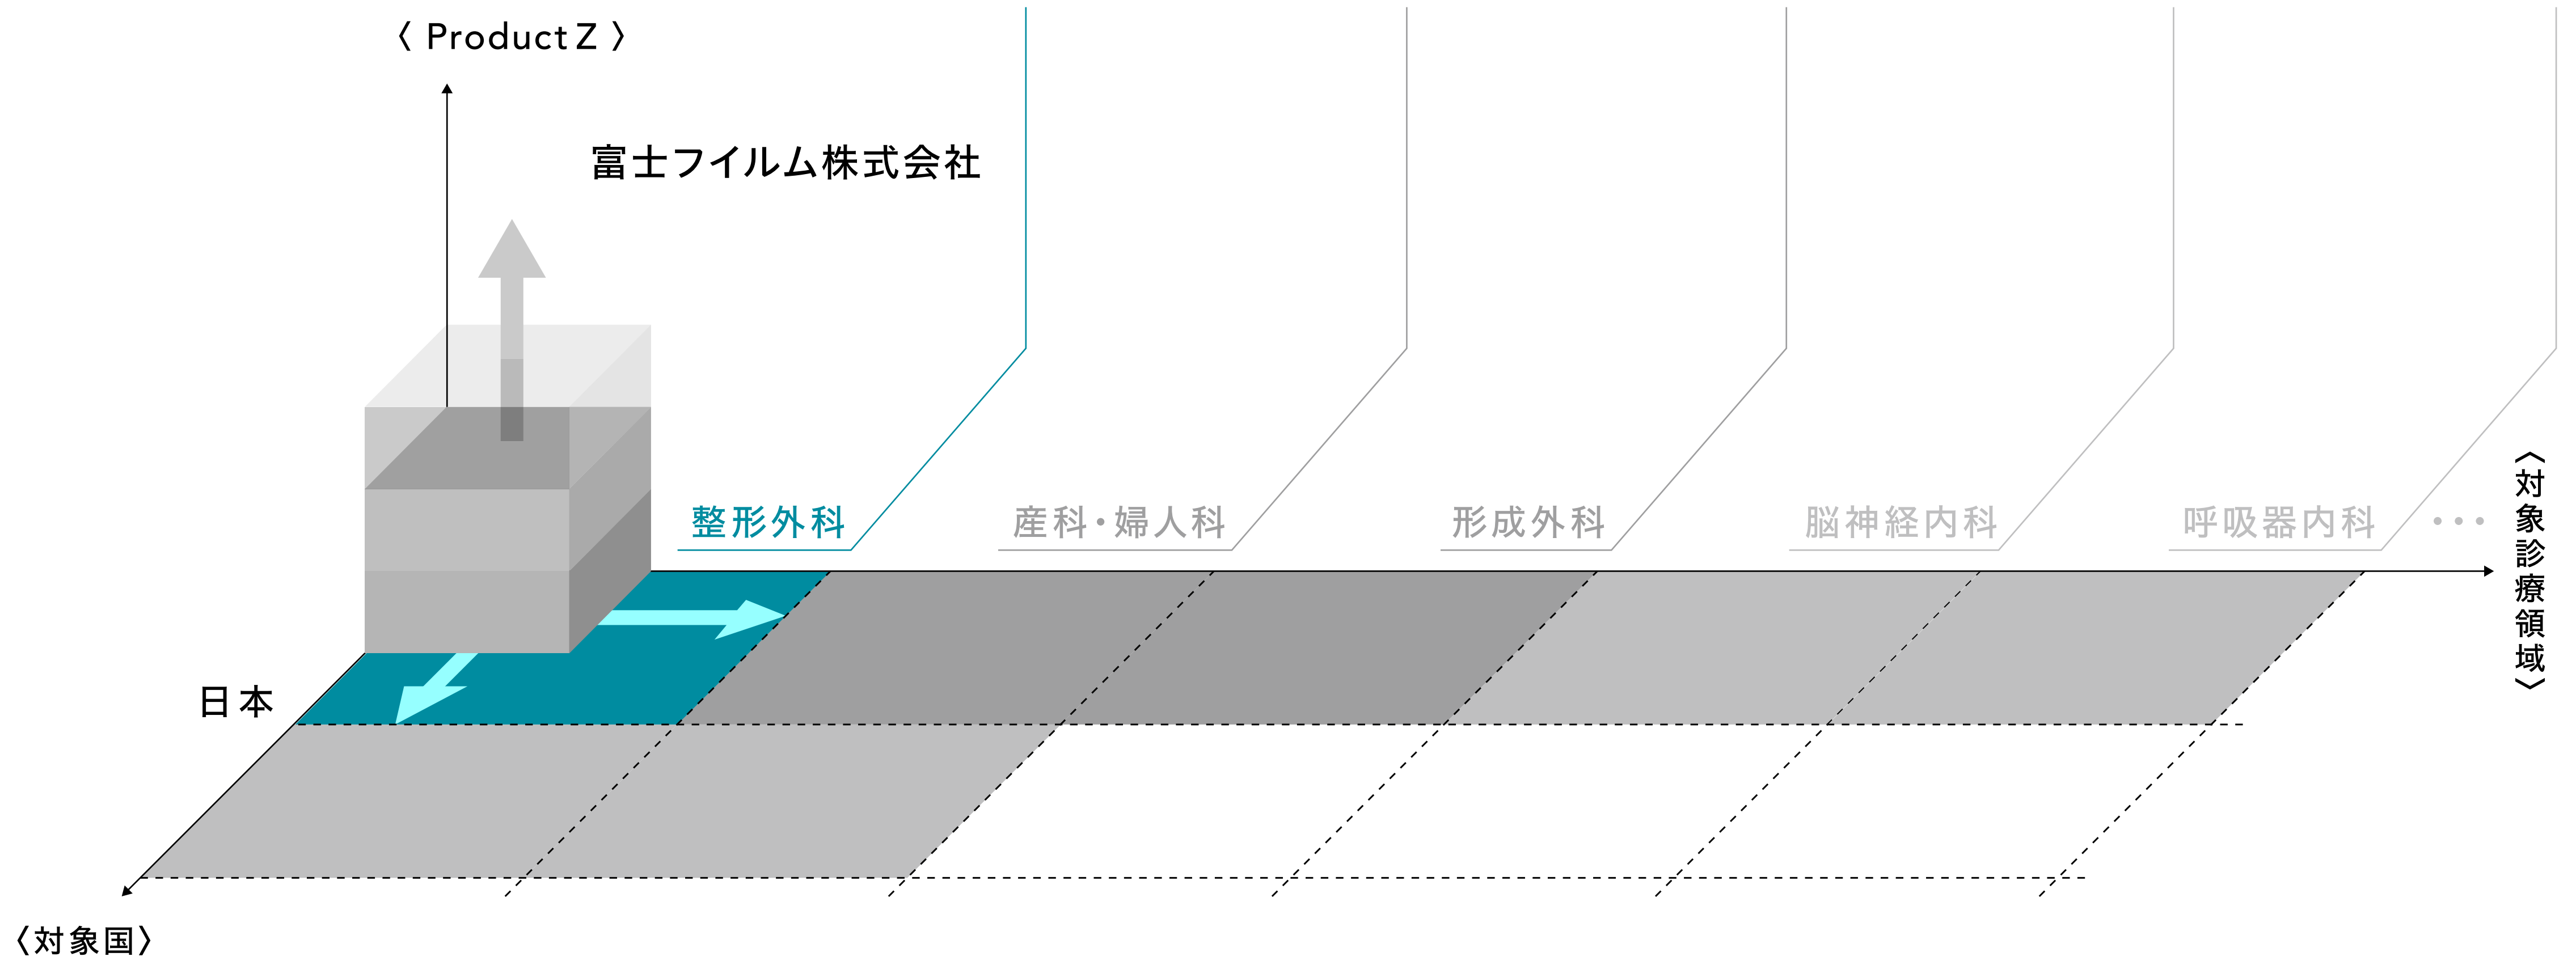 〈 Product Z 〉
富士フイルム株式会社
整形外科
産科・婦人科
形成外科
脳神経内科
呼吸器内科
・・・
〈対象診療領域〉
日本
〈対象国〉